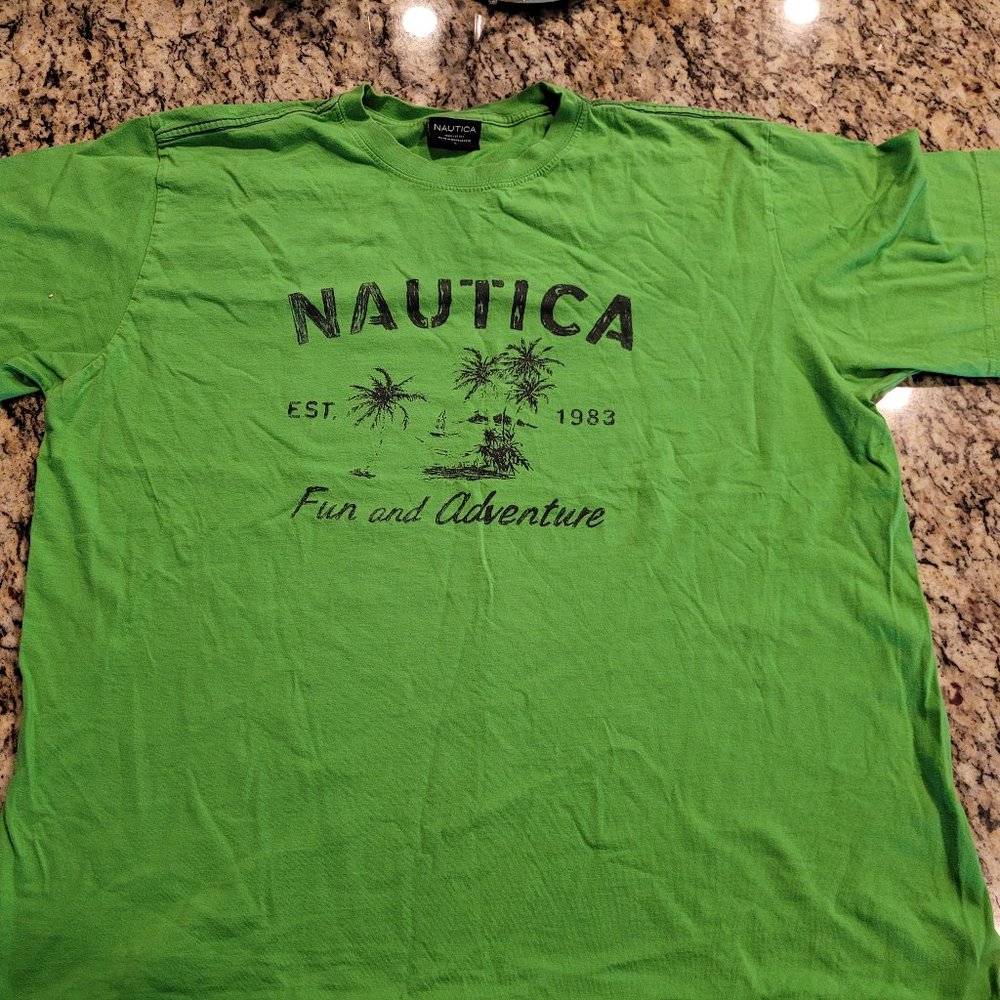 NAUTICA
NAUTICA
EST. 1983
Fun and Adventure